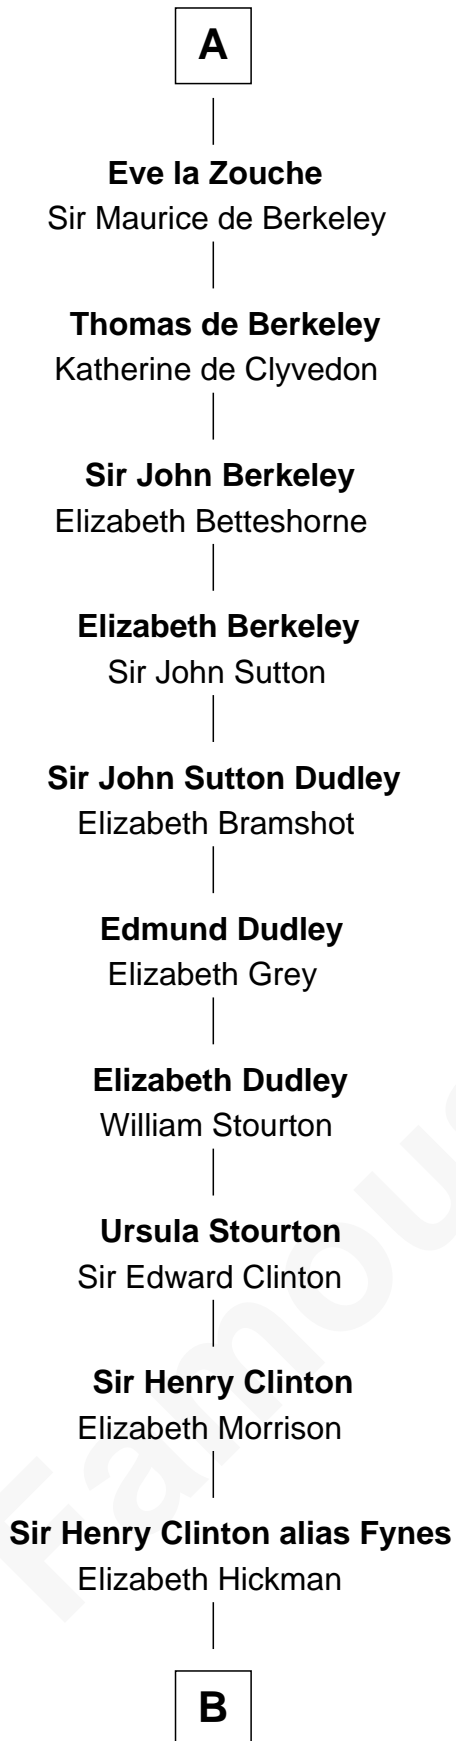 A
Eve la Zouche
Sir Maurice de Berkeley
Thomas de Berkeley
Katherine de Clyvedon
Sir John Berkeley
Elizabeth Betteshorne
Elizabeth Berkeley
Sir John Sutton
Sir John Sutton Dudley
Elizabeth Bramshot
Edmund Dudley
Elizabeth Grey
Elizabeth Dudley
William Stourton
Ursula Stourton
Sir Edward Clinton
Sir Henry Clinton
Elizabeth Morrison
Sir Henry Clinton alias Fynes
Elizabeth Hickman
B
Famous